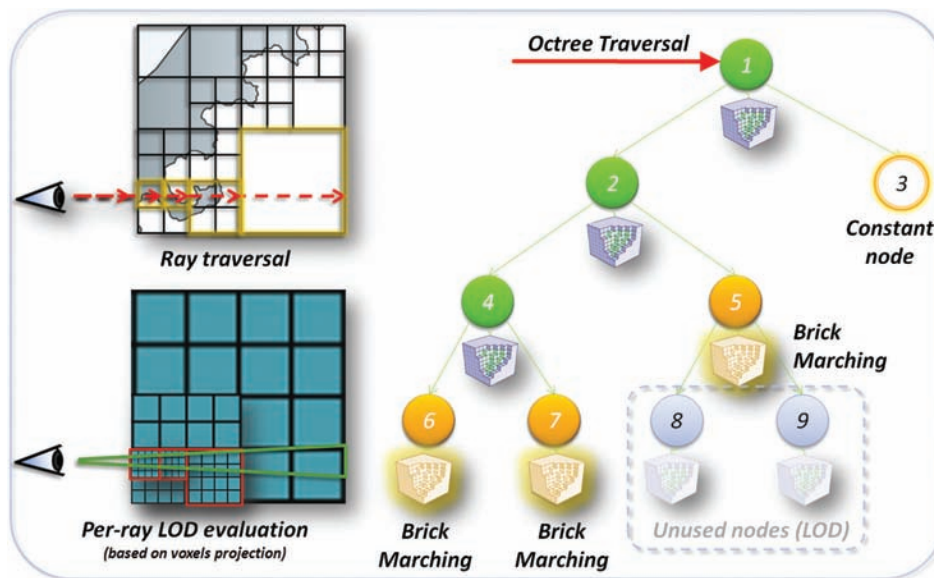 Octree Traversal
1
2
3
Ray traversal
Constant
node
4
5
Brick
Marching
6
7
8
9
Per-ray LOD evaluation
(based on voxels projection)
Brick
Marching
Brick
Marching
Unused nodes (LOD)